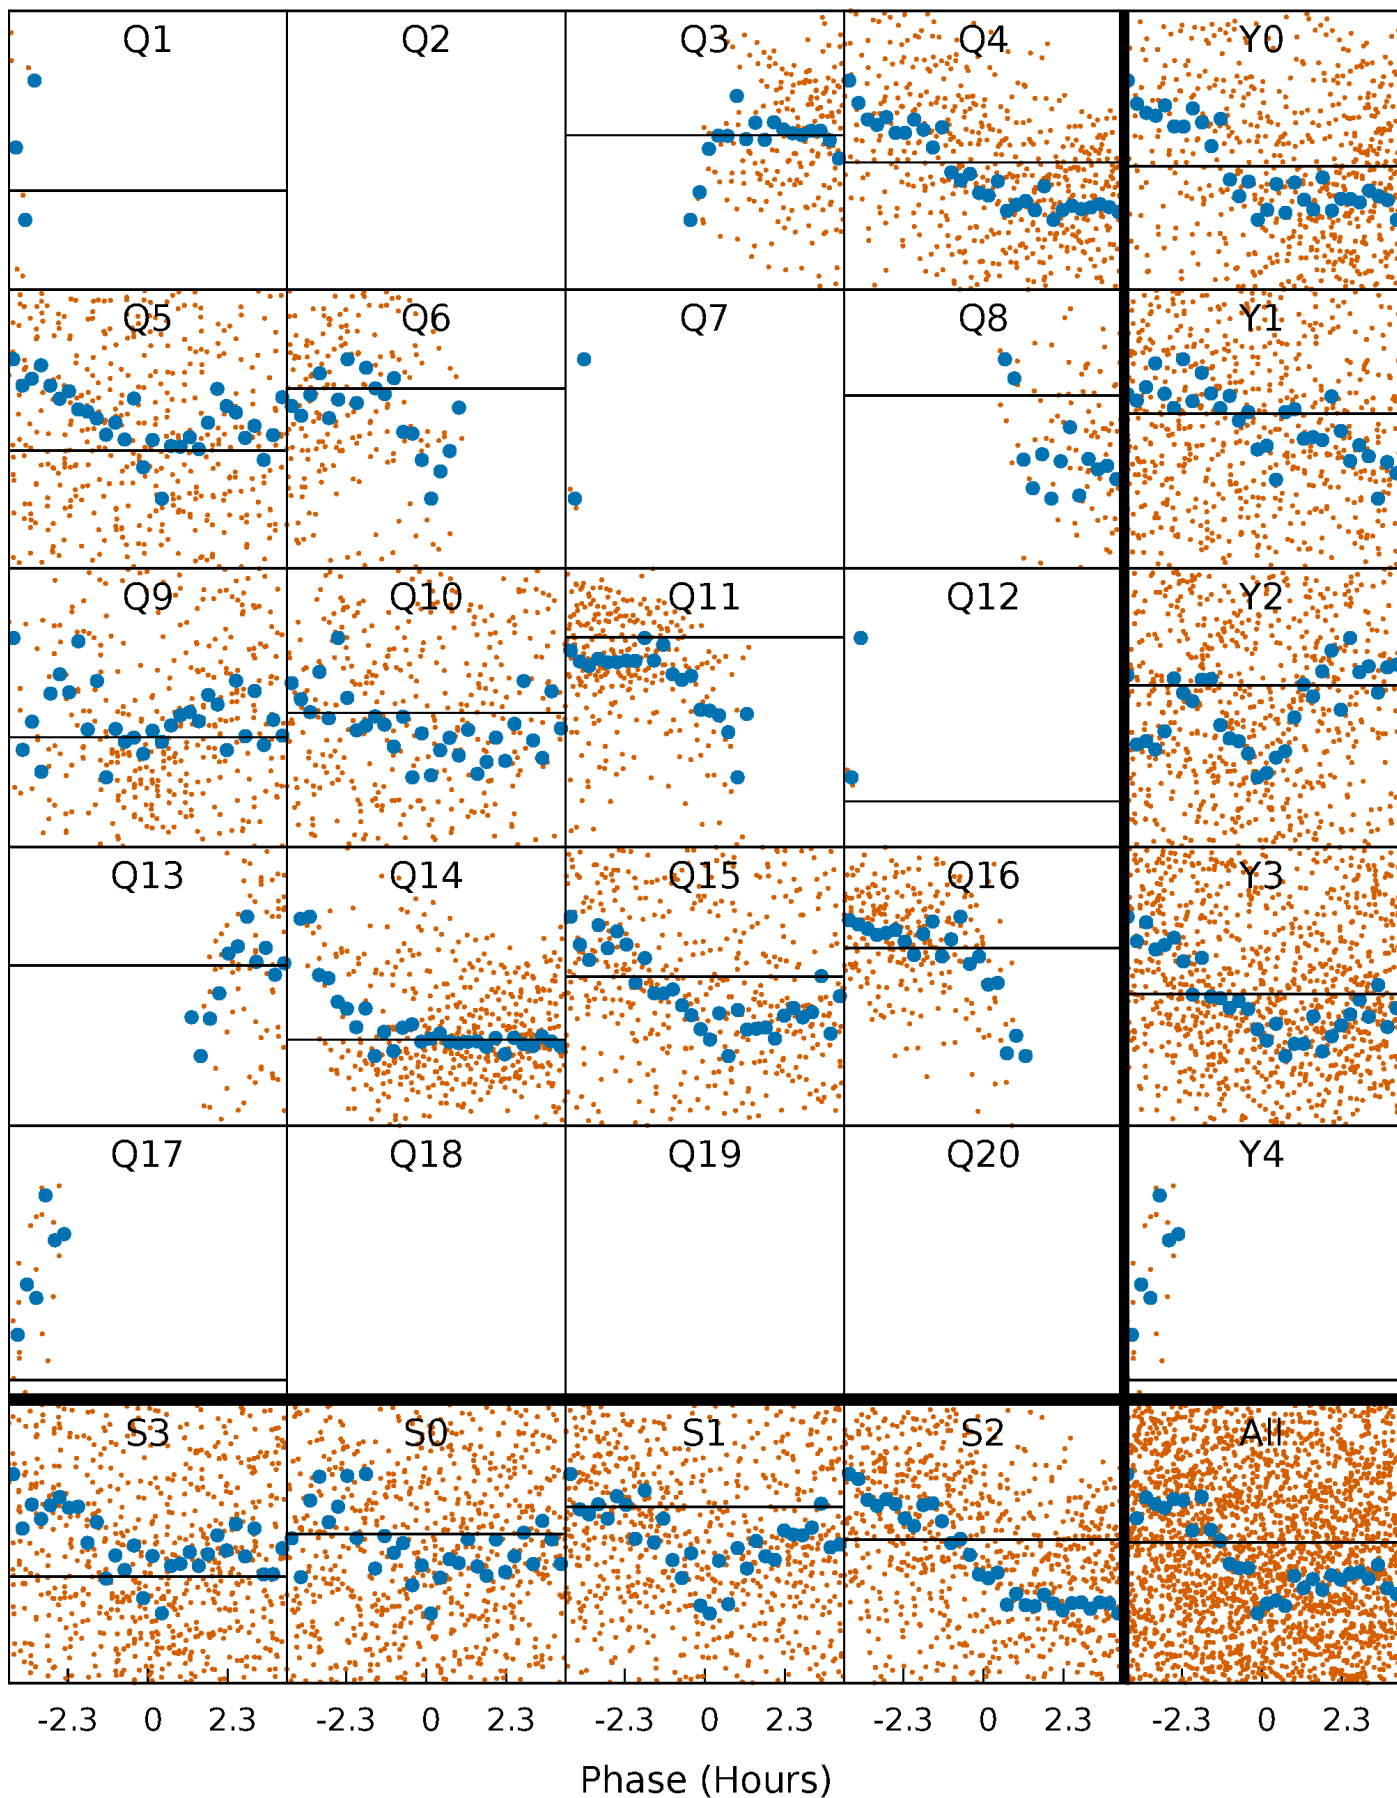 Q1 Q2 Q3 Q4 Y0
Q5 Q6 Q7 Q8 Y1
Q9 Q10 Q11 Q12 Y2
Q13 Q14 Q15 Q16 Y3
Q17 Q18 Q19 Q20 Y4
S3 S0 S1 S2 All
-2.3 0 2.3 -2.3 0 2.3 -2.3 0 2.3 -2.3 0 2.3 -2.3 0 2.3
Phase (Hours)